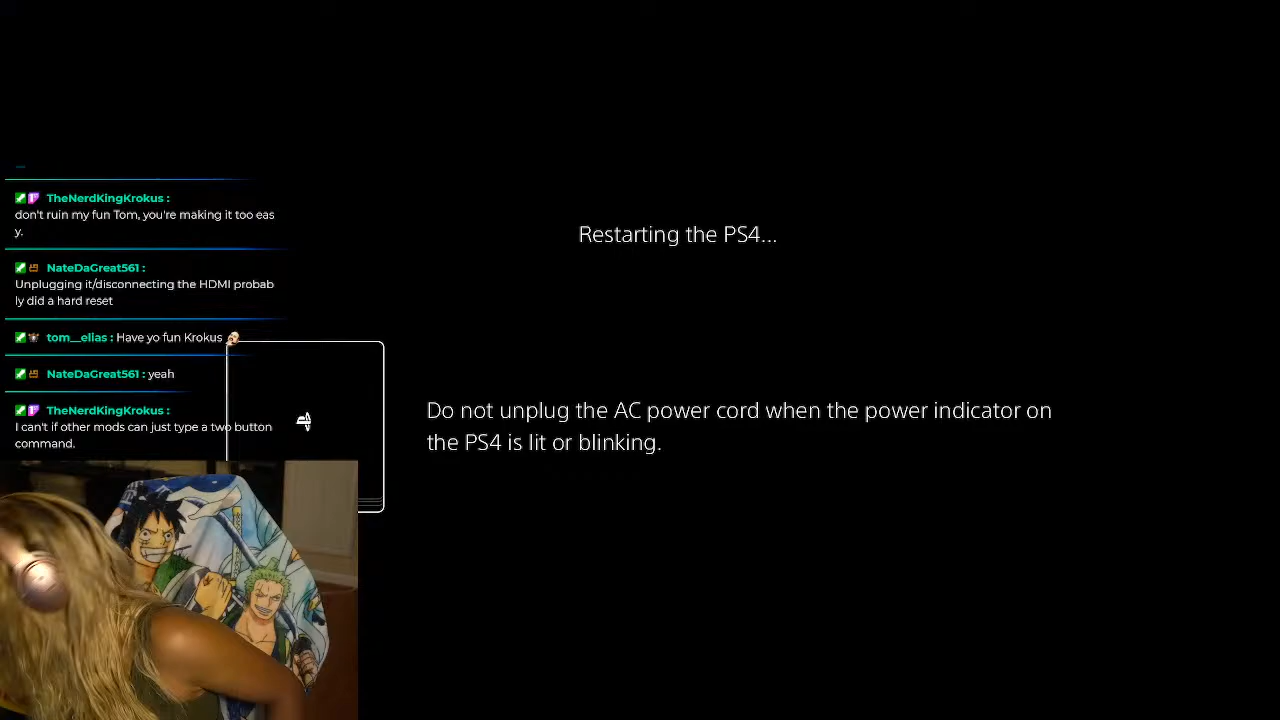 TheNerdKingKrokus :
don't ruin my fun Tom, you're making it too eas
y.
NateDaGreat561 :
Unplugging it/disconnecting the HDMI probab
ly did a hard reset
tom__elias : Have yo fun Krokus
NateDaGreat561 : yeah
TheNerdKingKrokus :
I can't if other mods can just type a two button
command.
Restarting the PS4...
Do not unplug the AC power cord when the power indicator on
the PS4 is lit or blinking.